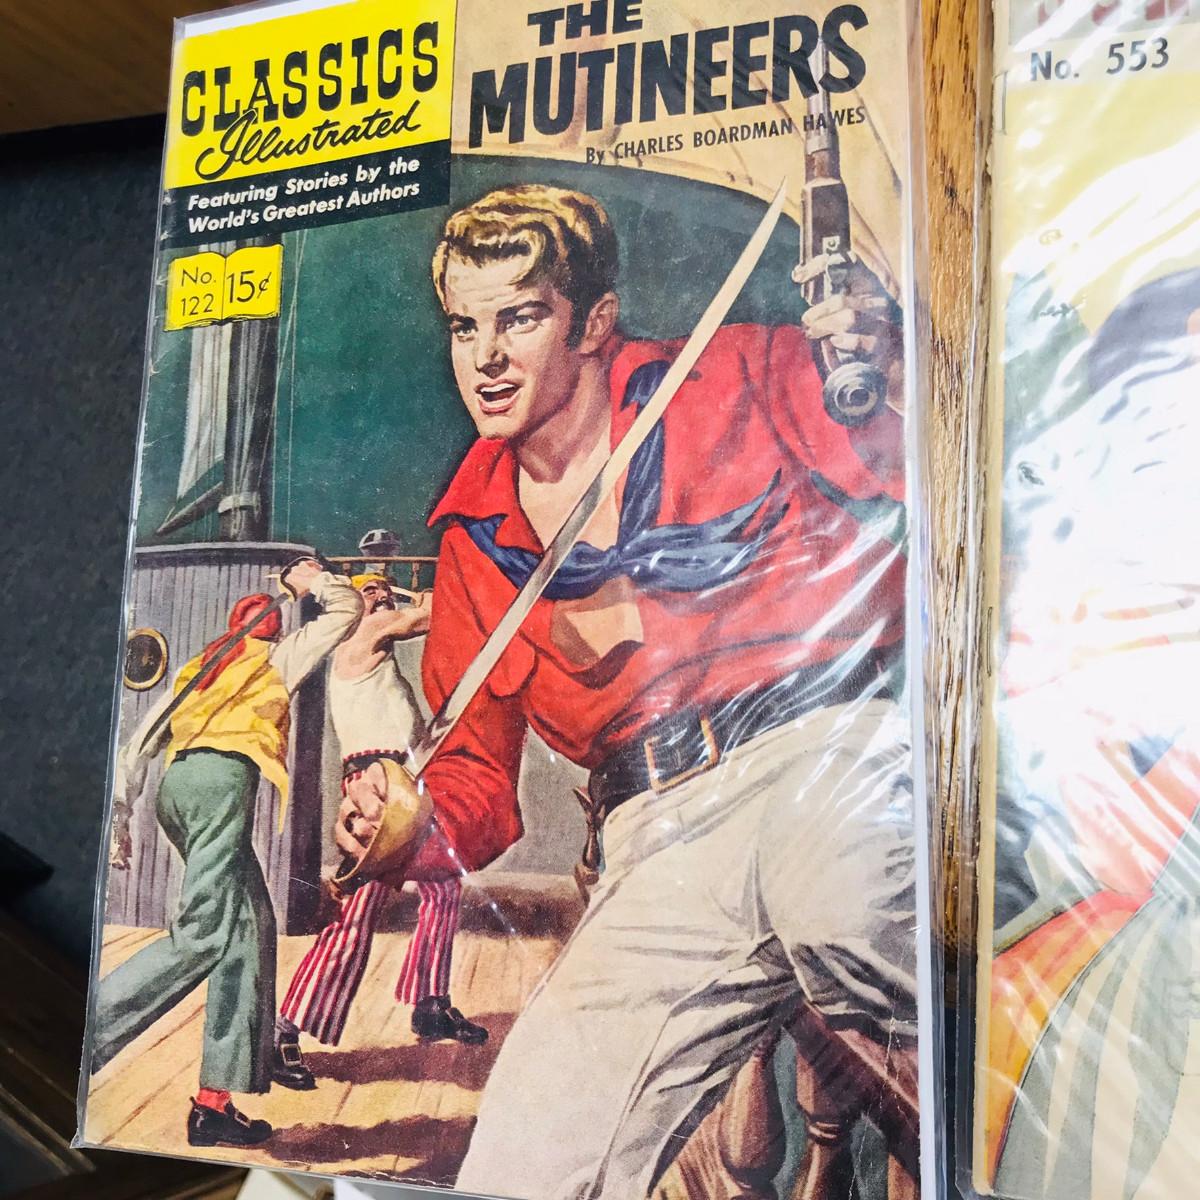 CLASSICS
Illustrated
Featuring Stories by the
World's Greatest Authors
No.
122
15¢
THE
MUTINEERS
By CHARLES BOARDMAN HAWES
No. 553